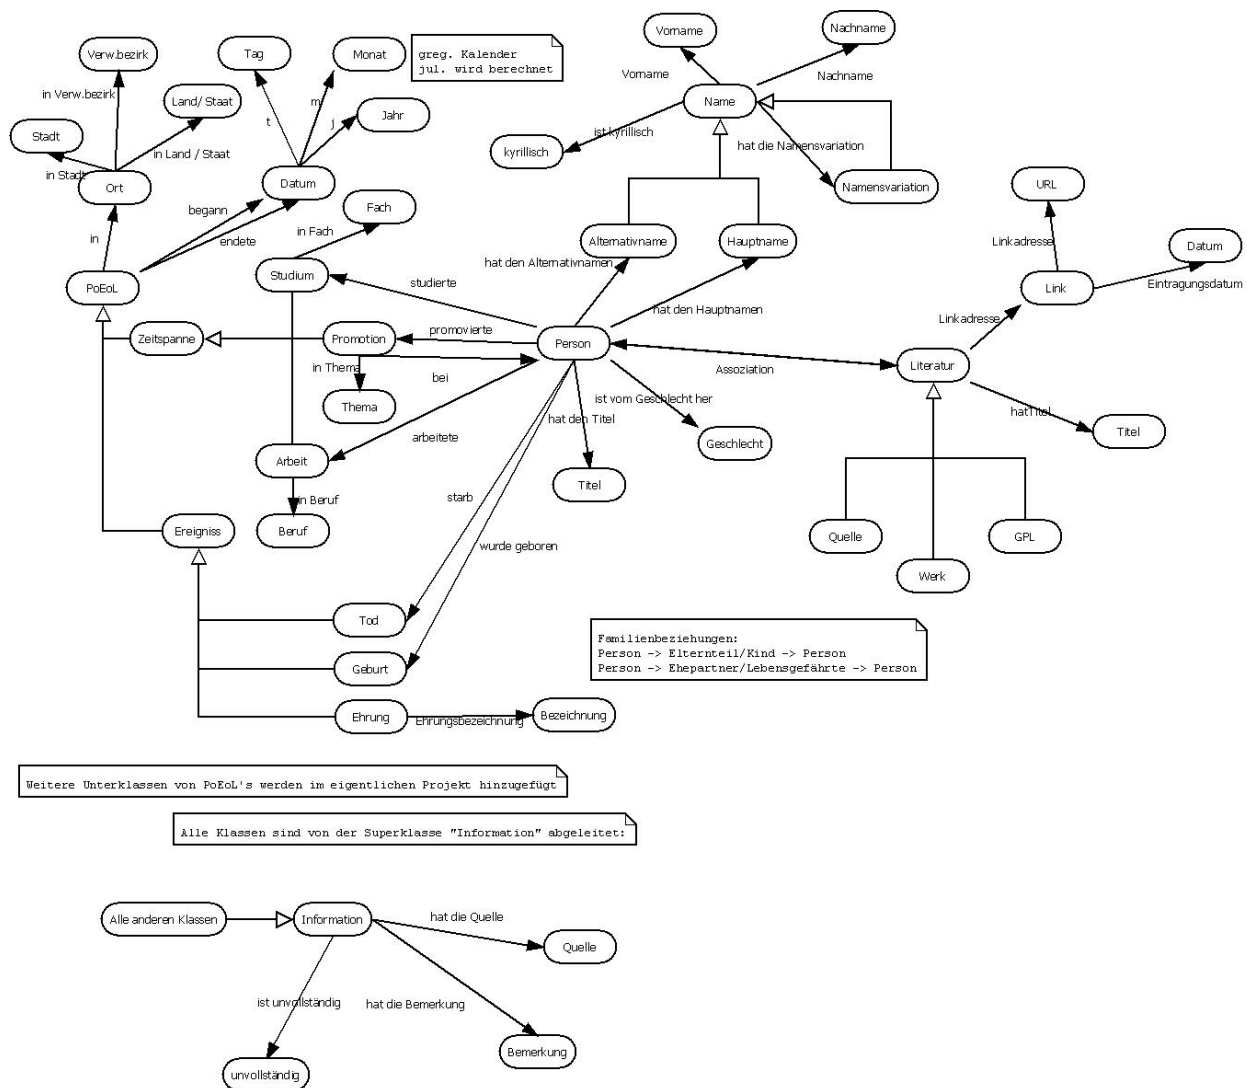 Vorname
Nachname
Verw.bezirk
Tag
Monat
greg. Kalender
jul. wird berechnet
Vorname
Nachname
in Verw.bezirk
Land/ Staat
m
Name
t
j
Jahr
Stadt
ist kyrillisch
in Land / Staat
kyrillisch
hat die Namensvariation
in Stadt
Ort
Datum
Namensvariation
URL
begann
Fach
in Fach
in
endete
Alternativname
Hauptname
Linkadresse
Datum
hat den Alternativnamen
Studium
studierte
PoEoL
Link
Eintragungsdatum
hat den Hauptnamen
Linkadresse
Zeitspanne
Promotion
promovierte
Person
in Thema
bei
Assoziation
Literatur
Thema
ist vom Geschlecht her
hat den Titel
hatTitel
arbeitete
Geschlecht
Titel
Arbeit
Titel
in Beruf
starb
Ereigniss
Beruf
Quelle
GPL
wurde geboren
Werk
Tod
Familienbeziehungen:
Person -> Elternteil/Kind -> Person
Person -> Ehepartner/Lebensgefährte -> Person
Geburt
Ehrung
Ehrungsbezeichnung
Bezeichnung
Weitere Unterklassen von PoEoL's werden im eigentlichen Projekt hinzugefügt
Alle Klassen sind von der Superklasse "Information" abgeleitet:
Alle anderen Klassen
Information
hat die Quelle
Quelle
ist unvollständig
hat die Bemerkung
Bemerkung
unvollständig